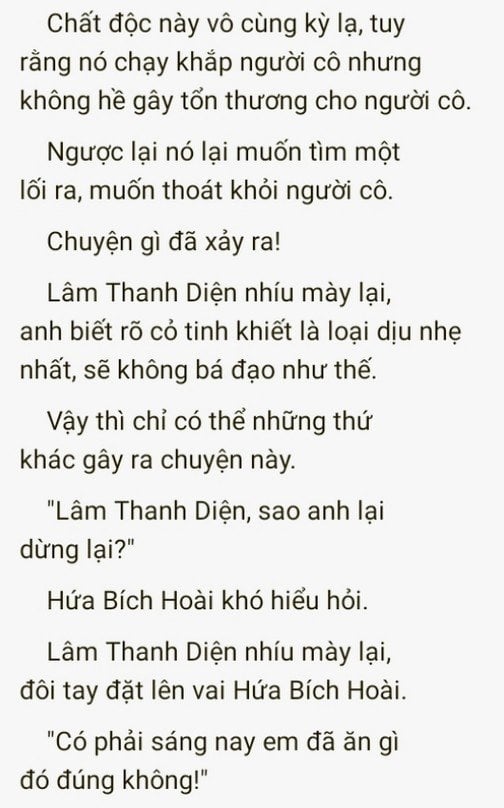 Chất độc này vô cùng kỳ lạ, tuy
rằng nó chạy khắp người cô nhưng
không hề gây tổn thương cho người cô.
Ngược lại nó lại muốn tìm một
lối ra, muốn thoát khỏi người cô.
Chuyện gì đã xảy ra!
Lâm Thanh Diện nhíu mày lại,
anh biết rõ cỏ tinh khiết là loại dịu nhẹ
nhất, sẽ không bá đạo như thế.
Vậy thì chỉ có thể những thứ
khác gây ra chuyện này.
"Lâm Thanh Diện, sao anh lại
dừng lại?"
Hứa Bích Hoài khó hiểu hỏi.
Lâm Thanh Diện nhíu mày lại,
đôi tay đặt lên vai Hứa Bích Hoài.
"Có phải sáng nay em đã ăn gì
đó đúng không!"